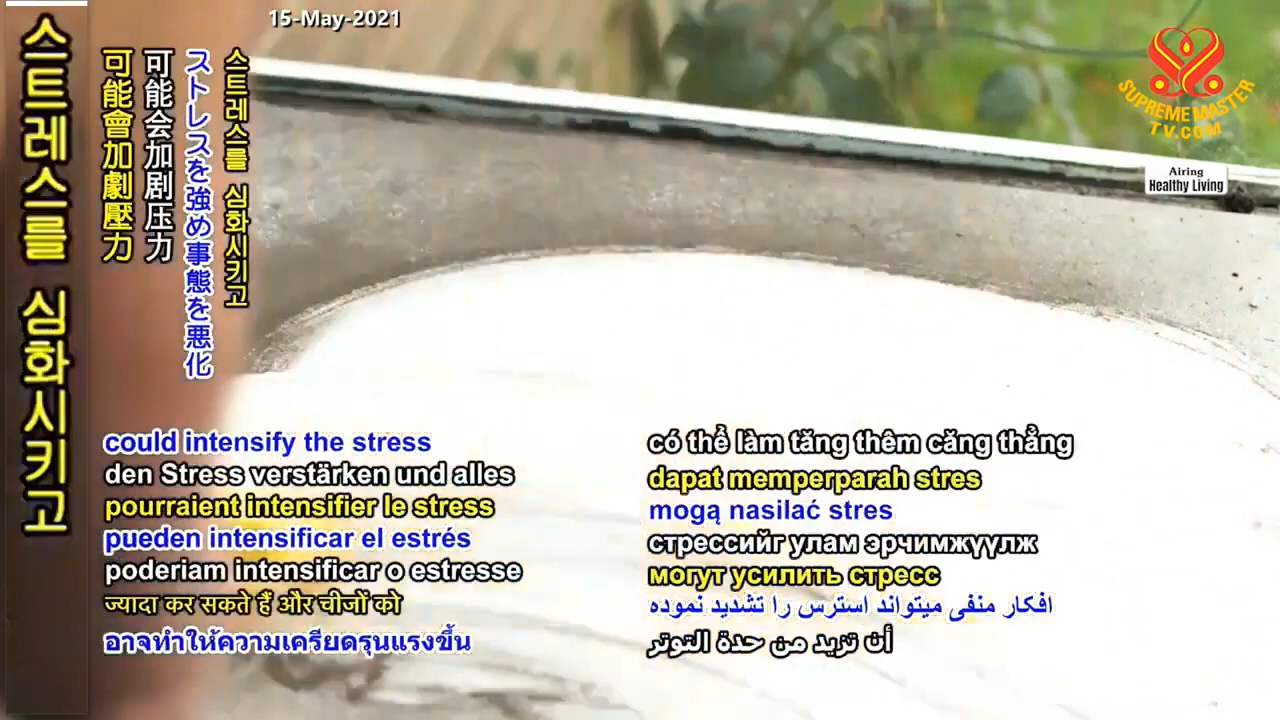 15-May-2021
SUPREME MASTER
TV.COM
Airing
Healthy Living
스트레스를 심화시키고
可能會加劇壓力
可能会加剧压力
ストレスを強め事態を悪化
스트레스를 심화시키고
could intensify the stress
den Stress verstärken und alles
pourraient intensifier le stress
pueden intensificar el estrés
poderiam intensificar o estresse
ज्यादा कर सकते हैं और चीजों को
อาจทำให้ความเครียดรุนแรงขึ้น
có thể làm tăng thêm căng thẳng
dapat memperparah stres
mogą nasilać stres
стрессийг улам эрчимжүүлж
могут усилить стресс
افکار منفی میتواند استرس را تشدید نموده
أن تزيد من حدة التوتر